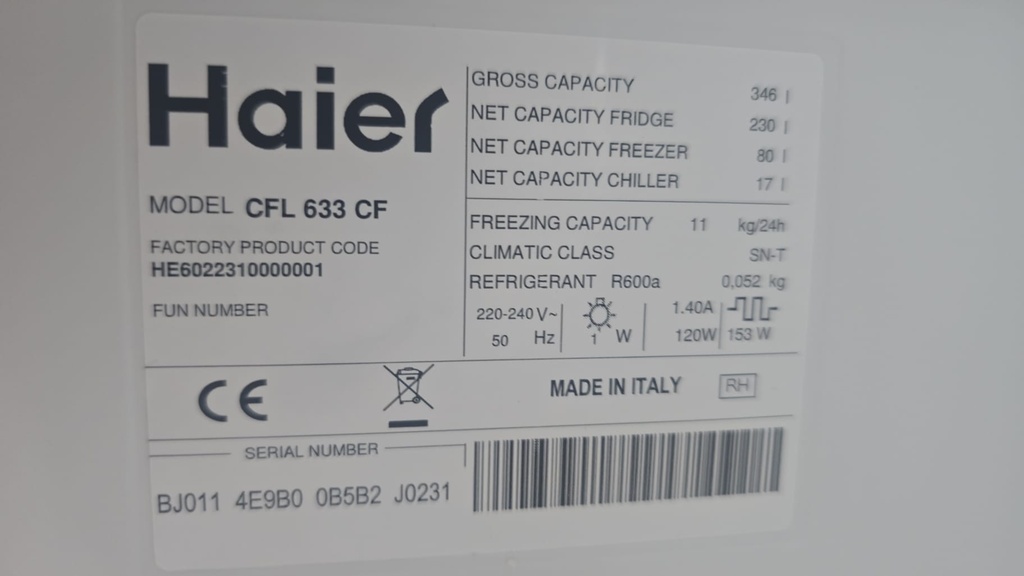 Haier
MODEL CFL 633 CF
FACTORY PRODUCT CODE
HE6022310000001
FUN NUMBER
GROSS CAPACITY 346 l
NET CAPACITY FRIDGE 230 l
NET CAPACITY FREEZER 80 l
NET CAPACITY CHILLER 17 l
FREEZING CAPACITY 11 kg/24h
CLIMATIC CLASS SN-T
REFRIGERANT R600a 0,052 kg
220-240 V~ 1.40A
50 Hz 1 W 120W 153 W
CE MADE IN ITALY RH
SERIAL NUMBER
BJ011 4E9B0 0B5B2 J0231